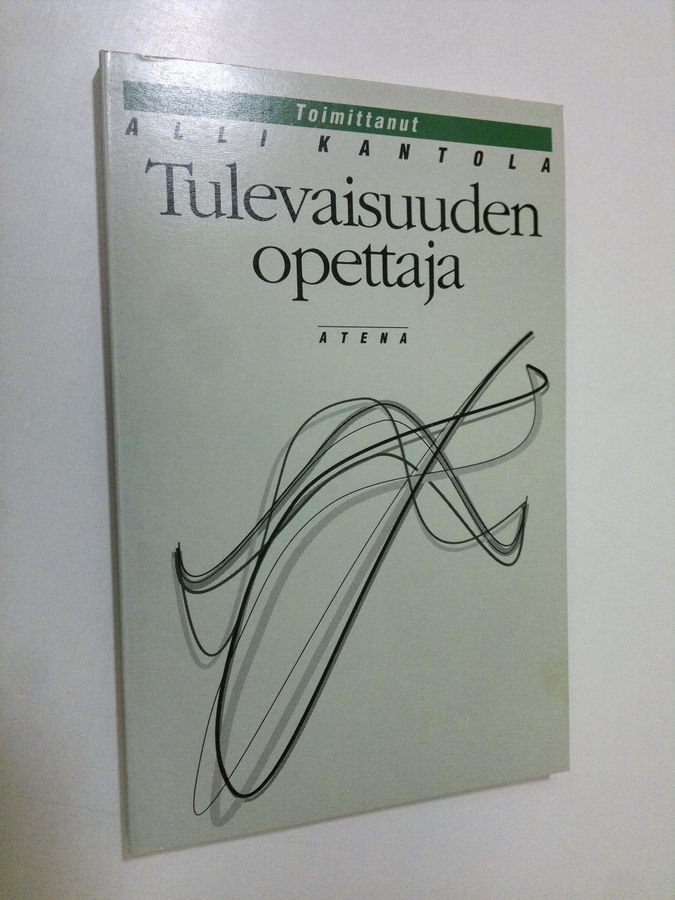 Toimittanut
ALLI KANTOLA
Tulevaisuuden
opettaja
ATENA